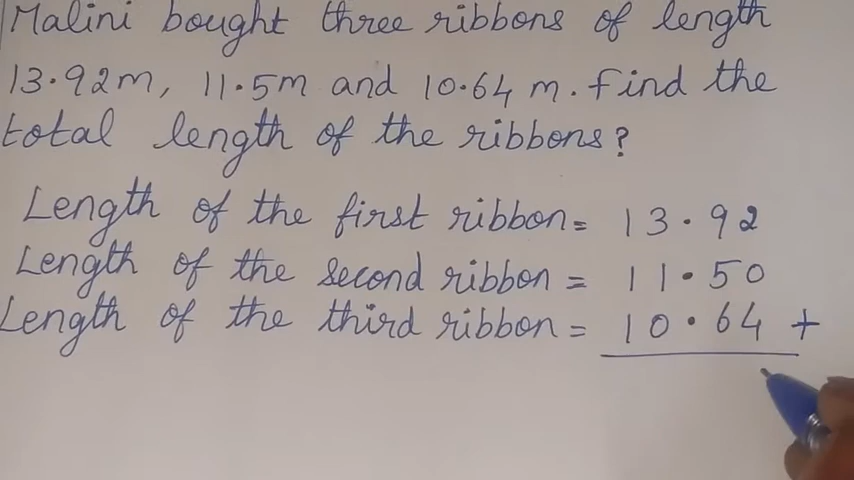 Malini bought three ribbons of length
13.92m, 11.5m and 10.64 m. Find the
total length of the ribbons?
Length of the first ribbon = 13.92
Length of the second ribbon = 11.50
Length of the third ribbon = 10.64 +